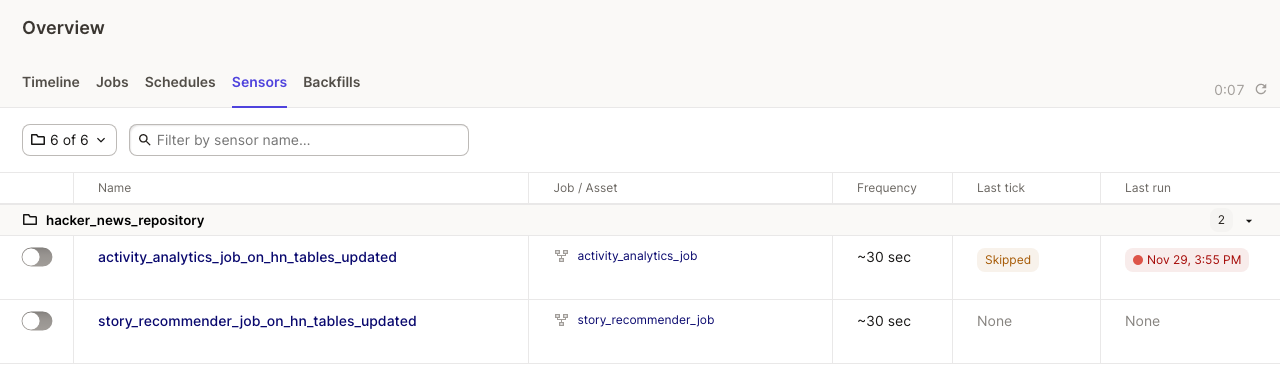 Overview
Timeline Jobs Schedules Sensors Backfills
0:07
6 of 6 Filter by sensor name...
Name Job / Asset Frequency Last tick Last run
hacker_news_repository 2
activity_analytics_job_on_hn_tables_updated activity_analytics_job ~30 sec Skipped Nov 29, 3:55 PM
story_recommender_job_on_hn_tables_updated story_recommender_job ~30 sec None None